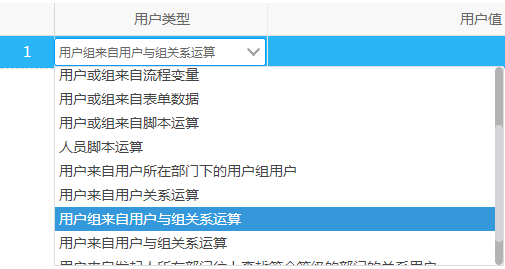 用户类型 用户值
1 用户组来自用户与组关系运算
用户或组来自流程变量
用户或组来自表单数据
用户或组来自脚本运算
人员脚本运算
用户来自用户所在部门下的用户组用户
用户来自用户关系运算
用户组来自用户与组关系运算
用户来自用户与组关系运算